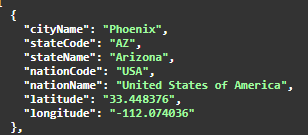 {
"cityName": "Phoenix",
"stateCode": "AZ",
"stateName": "Arizona",
"nationCode": "USA",
"nationName": "United States of America",
"latitude": "33.448376",
"longitude": "-112.074036"
},